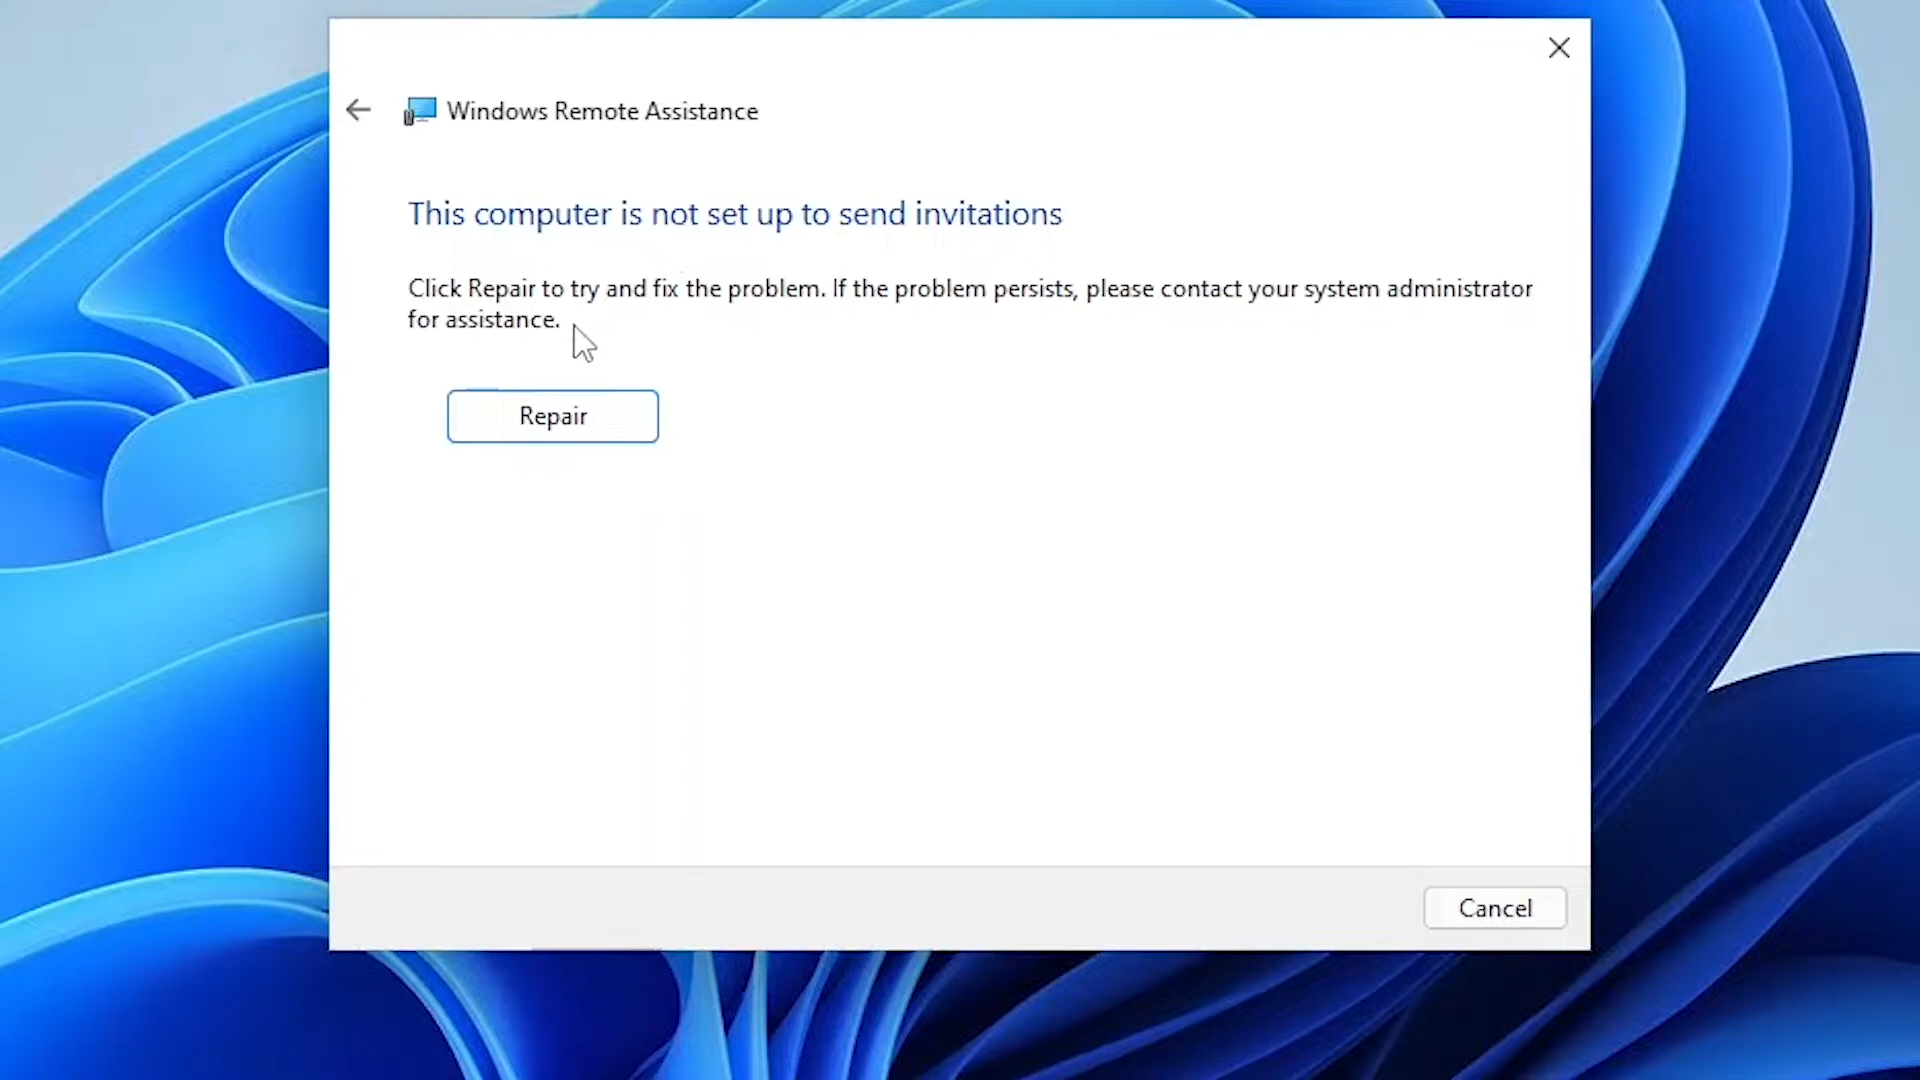 Windows Remote Assistance
This computer is not set up to send invitations
Click Repair to try and fix the problem. If the problem persists, please contact your system administrator
for assistance.
Repair
Cancel